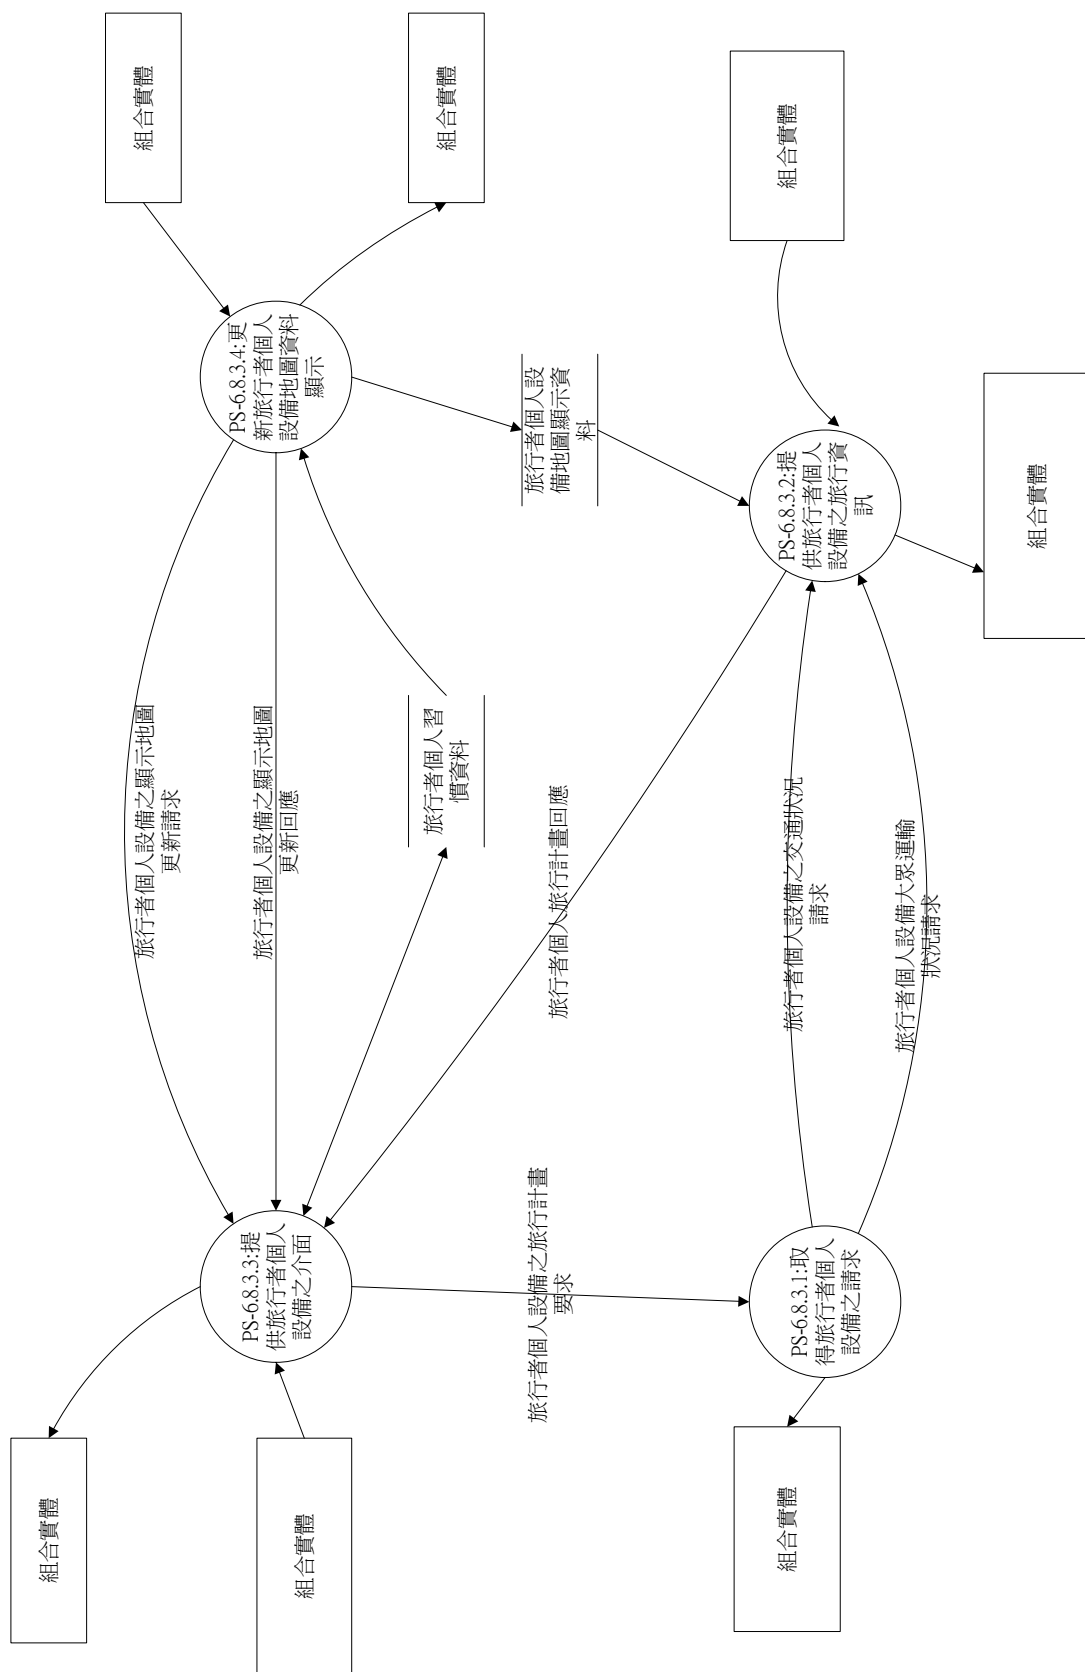 組合實體
旅行者個人設備之顯示地圖
更新請求
組合實體
PS-6.8.3.3:提
供旅行者個人
設備之介面
旅行者個人設備之顯示地圖
更新回應
PS-6.8.3.4:更
新旅行者個人
設備地圖資料
顯示
組合實體
旅行者個人習
慣資料
組合實體
旅行者個人設備之旅行計畫
要求
旅行者個人旅行計畫回應
旅行者個人設
備地圖顯示資
料
組合實體
PS-6.8.3.1:取
得旅行者個人
設備之請求
旅行者個人設備之交通狀況
請求
PS-6.8.3.2:提
供旅行者個人
設備之旅行資
訊
組合實體
旅行者個人設備大眾運輸
狀況請求
組合實體